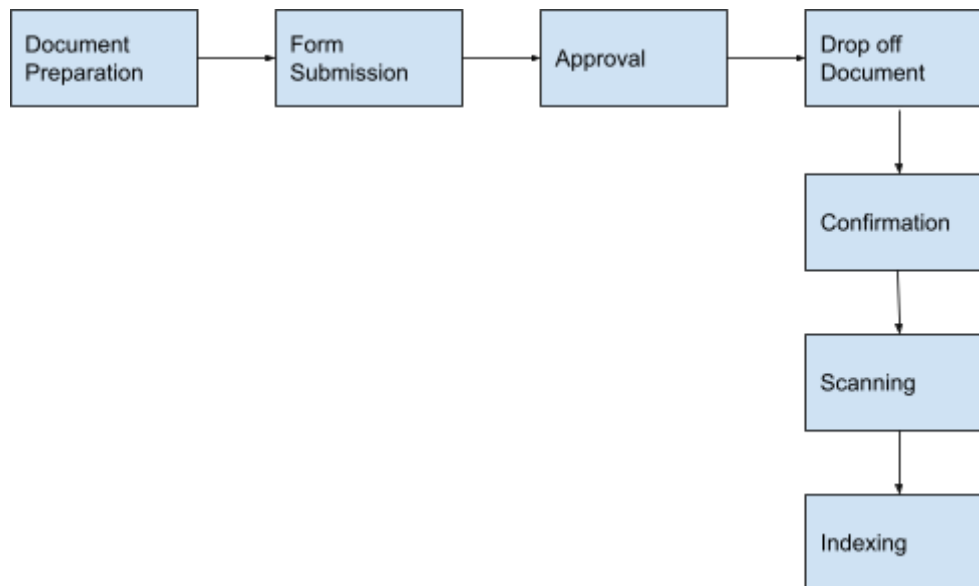 Document
Preparation
Form
Submission
Approval
Drop off
Document
Confirmation
Scanning
Indexing